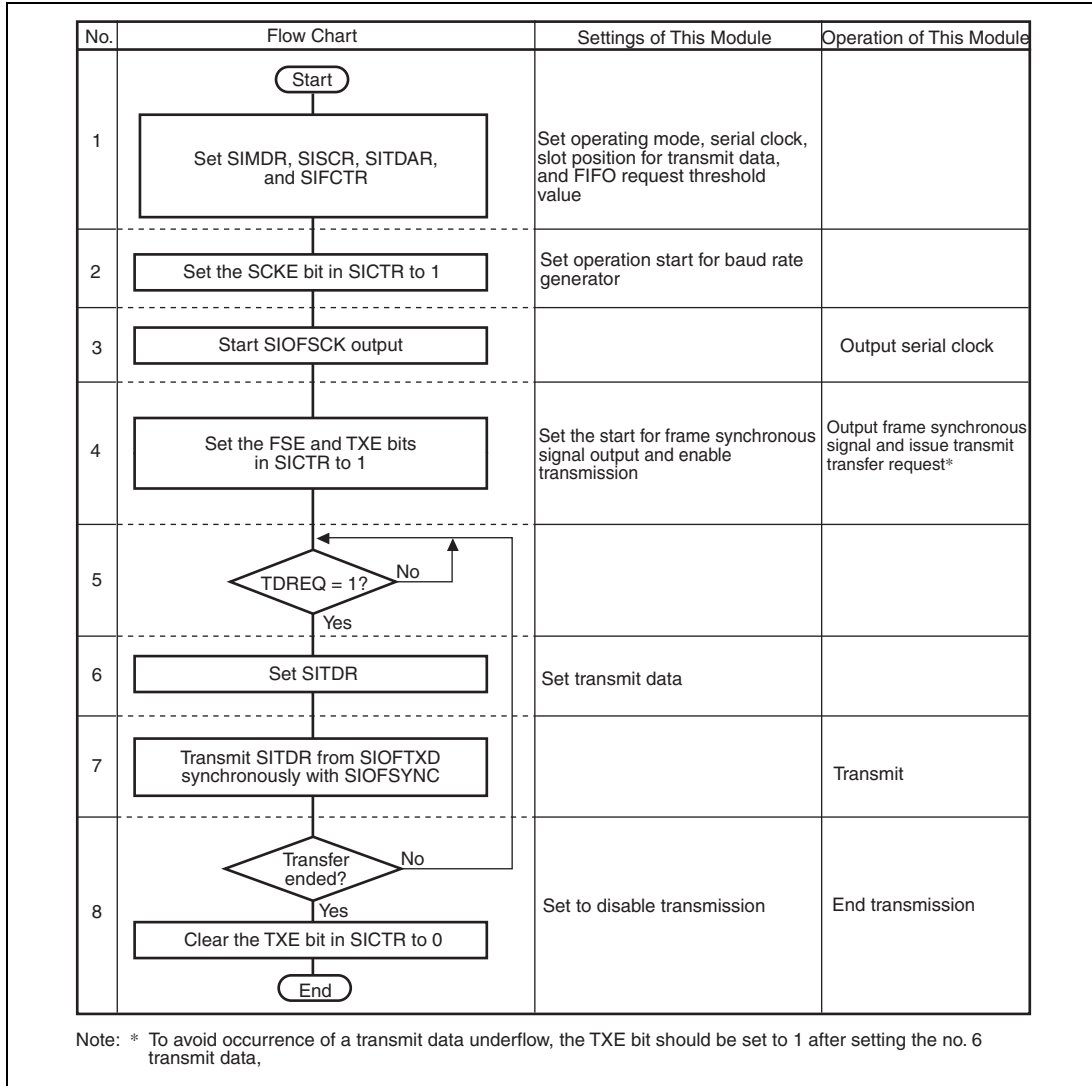 No.
Flow Chart
Settings of This Module
Operation of This Module
Start
1
Set SIMDR, SISCR, SITDAR,
and SIFCTR
Set operating mode, serial clock,
slot position for transmit data,
and FIFO request threshold
value
2
Set the SCKE bit in SICTR to 1
Set operation start for baud rate
generator
3
Start SIOFSCK output
Output serial clock
4
Set the FSE and TXE bits
in SICTR to 1
Set the start for frame synchronous
signal output and enable
transmission
Output frame synchronous
signal and issue transmit
transfer request*
5
TDREQ = 1?
No
Yes
6
Set SITDR
Set transmit data
7
Transmit SITDR from SIOFTXD
synchronously with SIOFSYNC
Transmit
8
Transfer
ended?
No
Yes
Clear the TXE bit in SICTR to 0
End
Set to disable transmission
End transmission
Note: * To avoid occurrence of a transmit data underflow, the TXE bit should be set to 1 after setting the no. 6
transmit data,